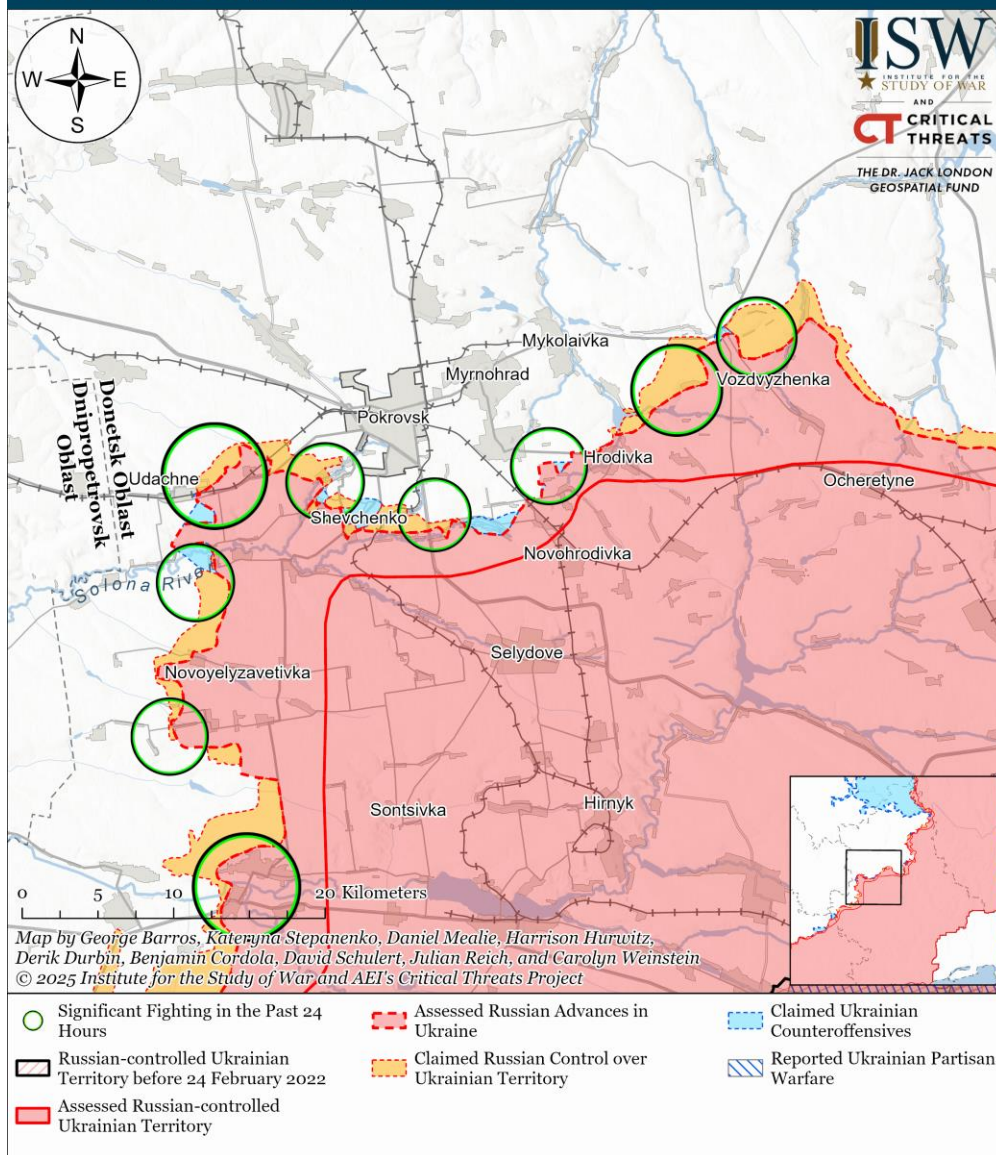 N
W E
S
ISW
INSTITUTE FOR THE
STUDY OF WAR
AND
CT CRITICAL
THREATS
THE DR. JACK LONDON
GEOSPATIAL FUND
Mykolaivka
Myrnohrad
Vozdvyzhenka
Pokrovsk
Donetsk Oblast
Dnipropetrovsk
Oblast
Udachne
Hrodivka
Ocheretyne
Shevchenko
Novohrodivka
Solona River
Selydove
Novoyelyzavetivka
Sontsivka
Hirnyk
0 5 10 20 Kilometers
Map by George Barros, Kateryna Stepanenko, Daniel Mealie, Harrison Hurwitz,
Derik Durbin, Benjamin Cordola, David Schulert, Julian Reich, and Carolyn Weinstein
© 2025 Institute for the Study of War and AEI's Critical Threats Project
Significant Fighting in the Past 24
Hours
Russian-controlled Ukrainian
Territory before 24 February 2022
Assessed Russian-controlled
Ukrainian Territory
Assessed Russian Advances in
Ukraine
Claimed Russian Control over
Ukrainian Territory
Claimed Ukrainian
Counteroffensives
Reported Ukrainian Partisan
Warfare